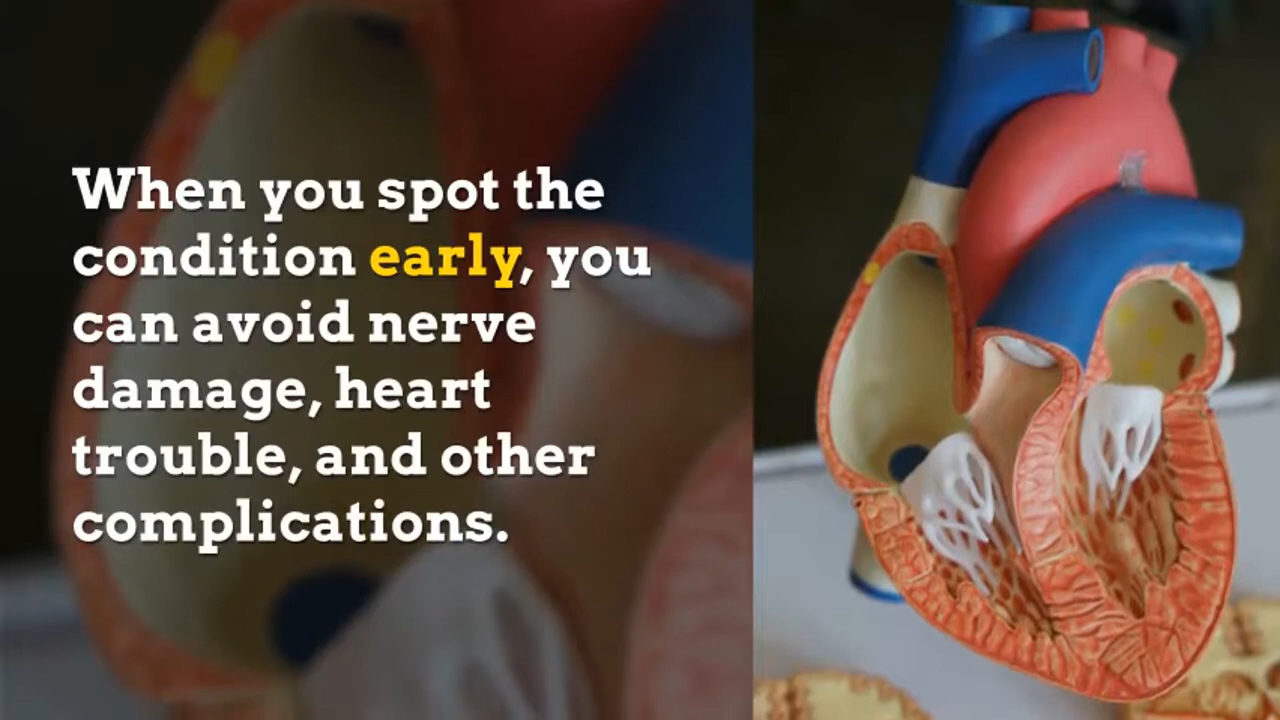 When you spot the
condition early, you
can avoid nerve
damage, heart
trouble, and other
complications.